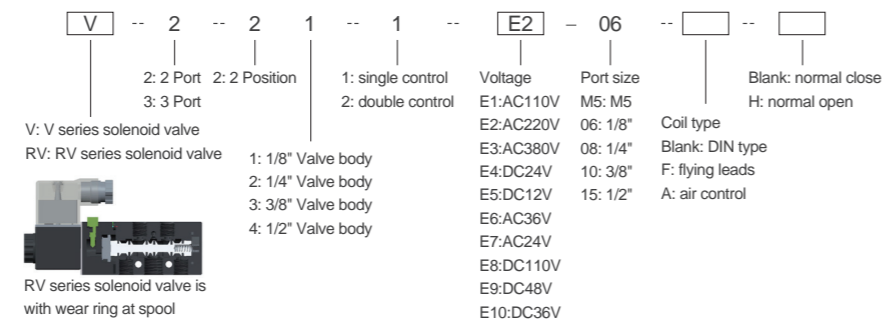 V -- 2 -- 2 1 -- 1 -- E2 – 06 -- --
2: 2 Port
3: 3 Port
2: 2 Position
1: single control
2: double control
Voltage
E1:AC110V
E2:AC220V
E3:AC380V
E4:DC24V
E5:DC12V
E6:AC36V
E7:AC24V
E8:DC110V
E9:DC48V
E10:DC36V
Port size
M5: M5
06: 1/8"
08: 1/4"
10: 3/8"
15: 1/2"
Blank: normal close
H: normal open
V: V series solenoid valve
RV: RV series solenoid valve
1: 1/8" Valve body
2: 1/4" Valve body
3: 3/8" Valve body
4: 1/2" Valve body
Coil type
Blank: DIN type
F: flying leads
A: air control
RV series solenoid valve is
with wear ring at spool